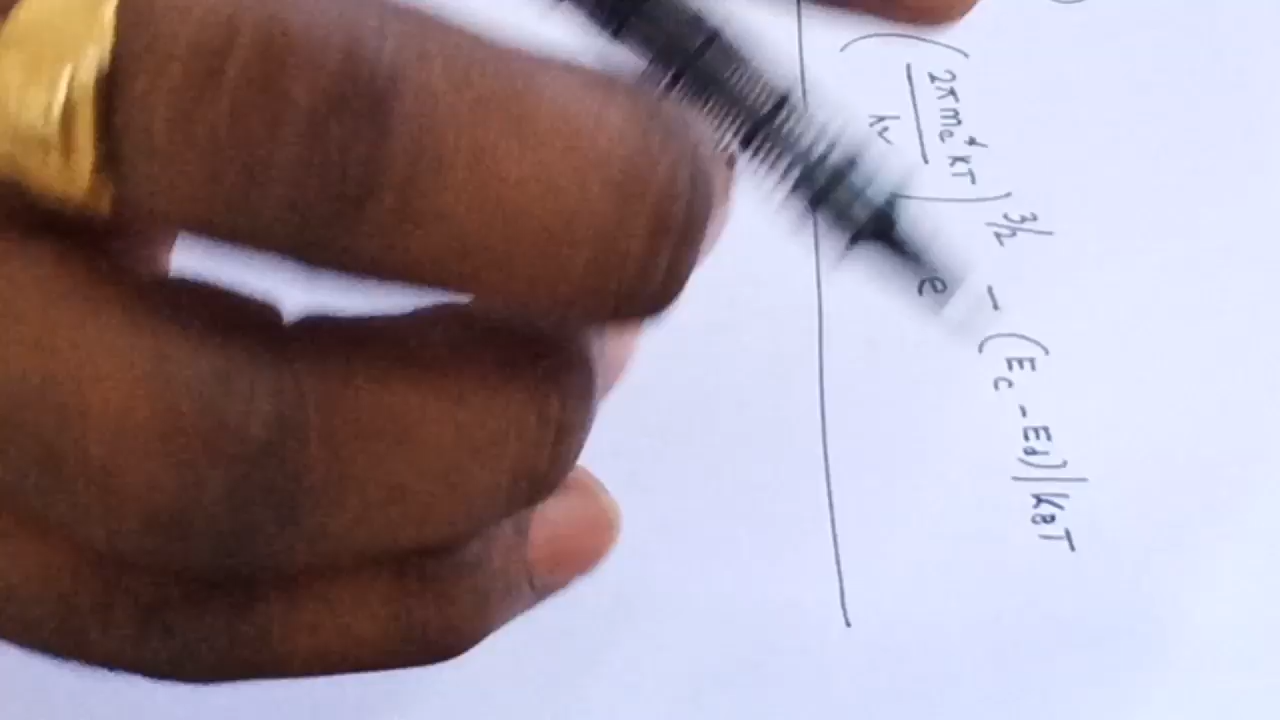 (2πme*KT / h²)^3/2 e^-(Ec-Ed)/KBT